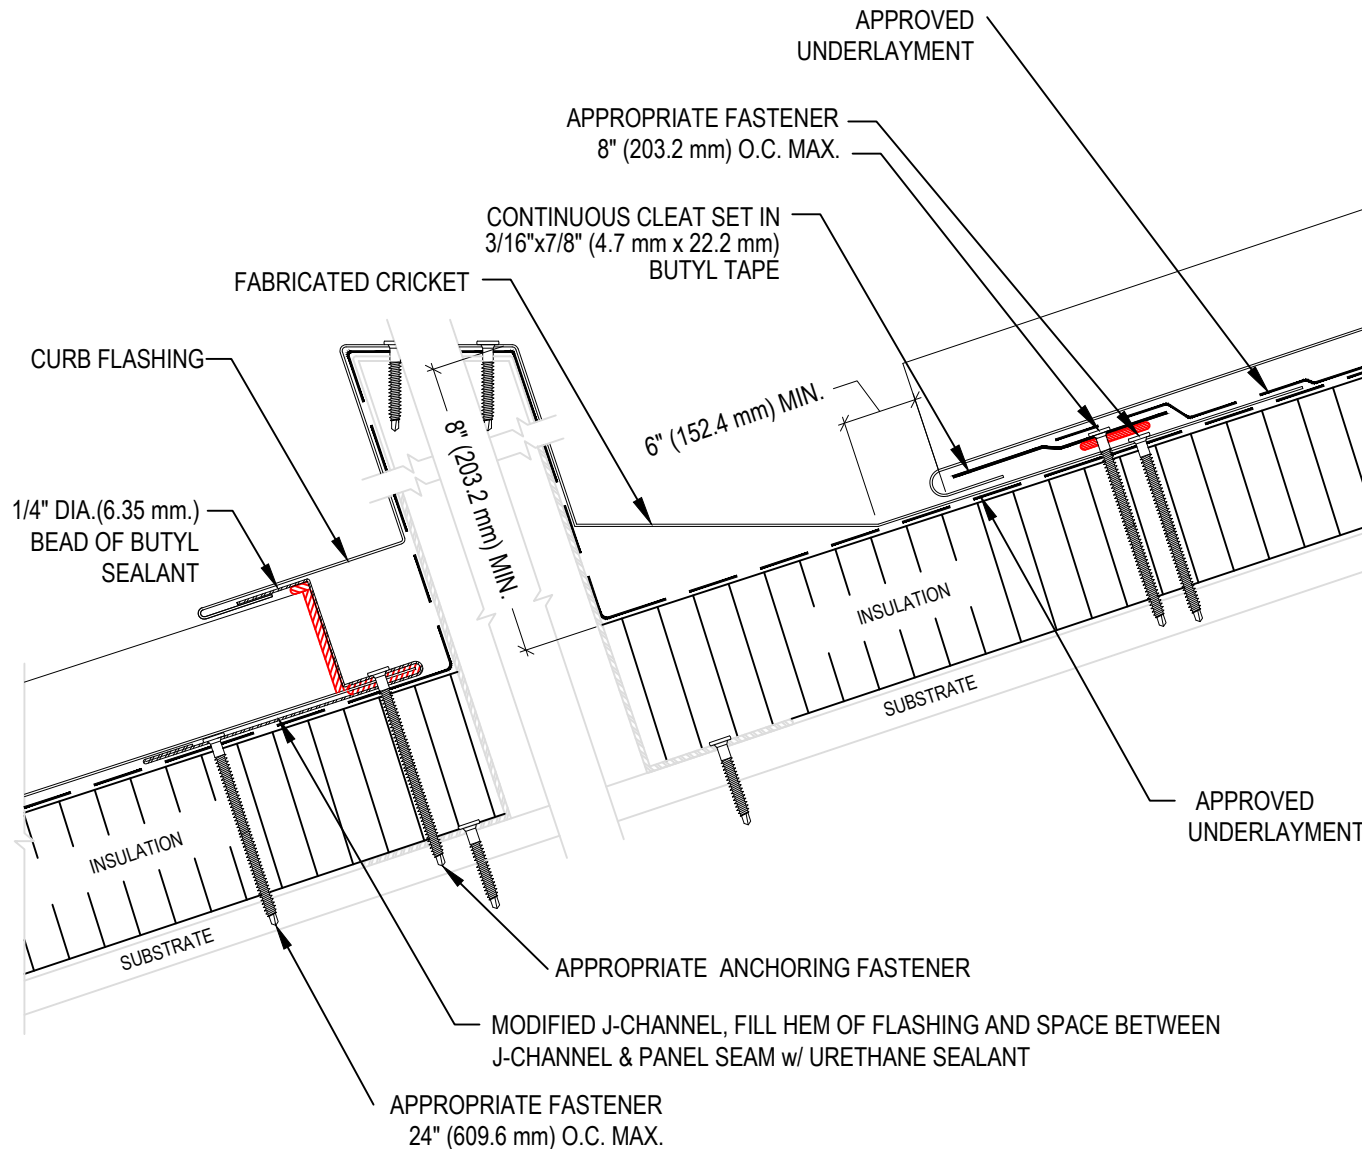 APPROVED
UNDERLAYMENT
APPROPRIATE FASTENER
8" (203.2 mm) O.C. MAX.
CONTINUOUS CLEAT SET IN
3/16"x7/8" (4.7 mm x 22.2 mm)
BUTYL TAPE
FABRICATED CRICKET
CURB FLASHING
6" (152.4 mm) MIN.
8" (203.2 mm) MIN.
1/4" DIA.(6.35 mm.)
BEAD OF BUTYL
SEALANT
INSULATION
SUBSTRATE
APPROVED
UNDERLAYMENT
INSULATION
SUBSTRATE
APPROPRIATE ANCHORING FASTENER
MODIFIED J-CHANNEL, FILL HEM OF FLASHING AND SPACE BETWEEN
J-CHANNEL & PANEL SEAM w/ URETHANE SEALANT
APPROPRIATE FASTENER
24" (609.6 mm) O.C. MAX.